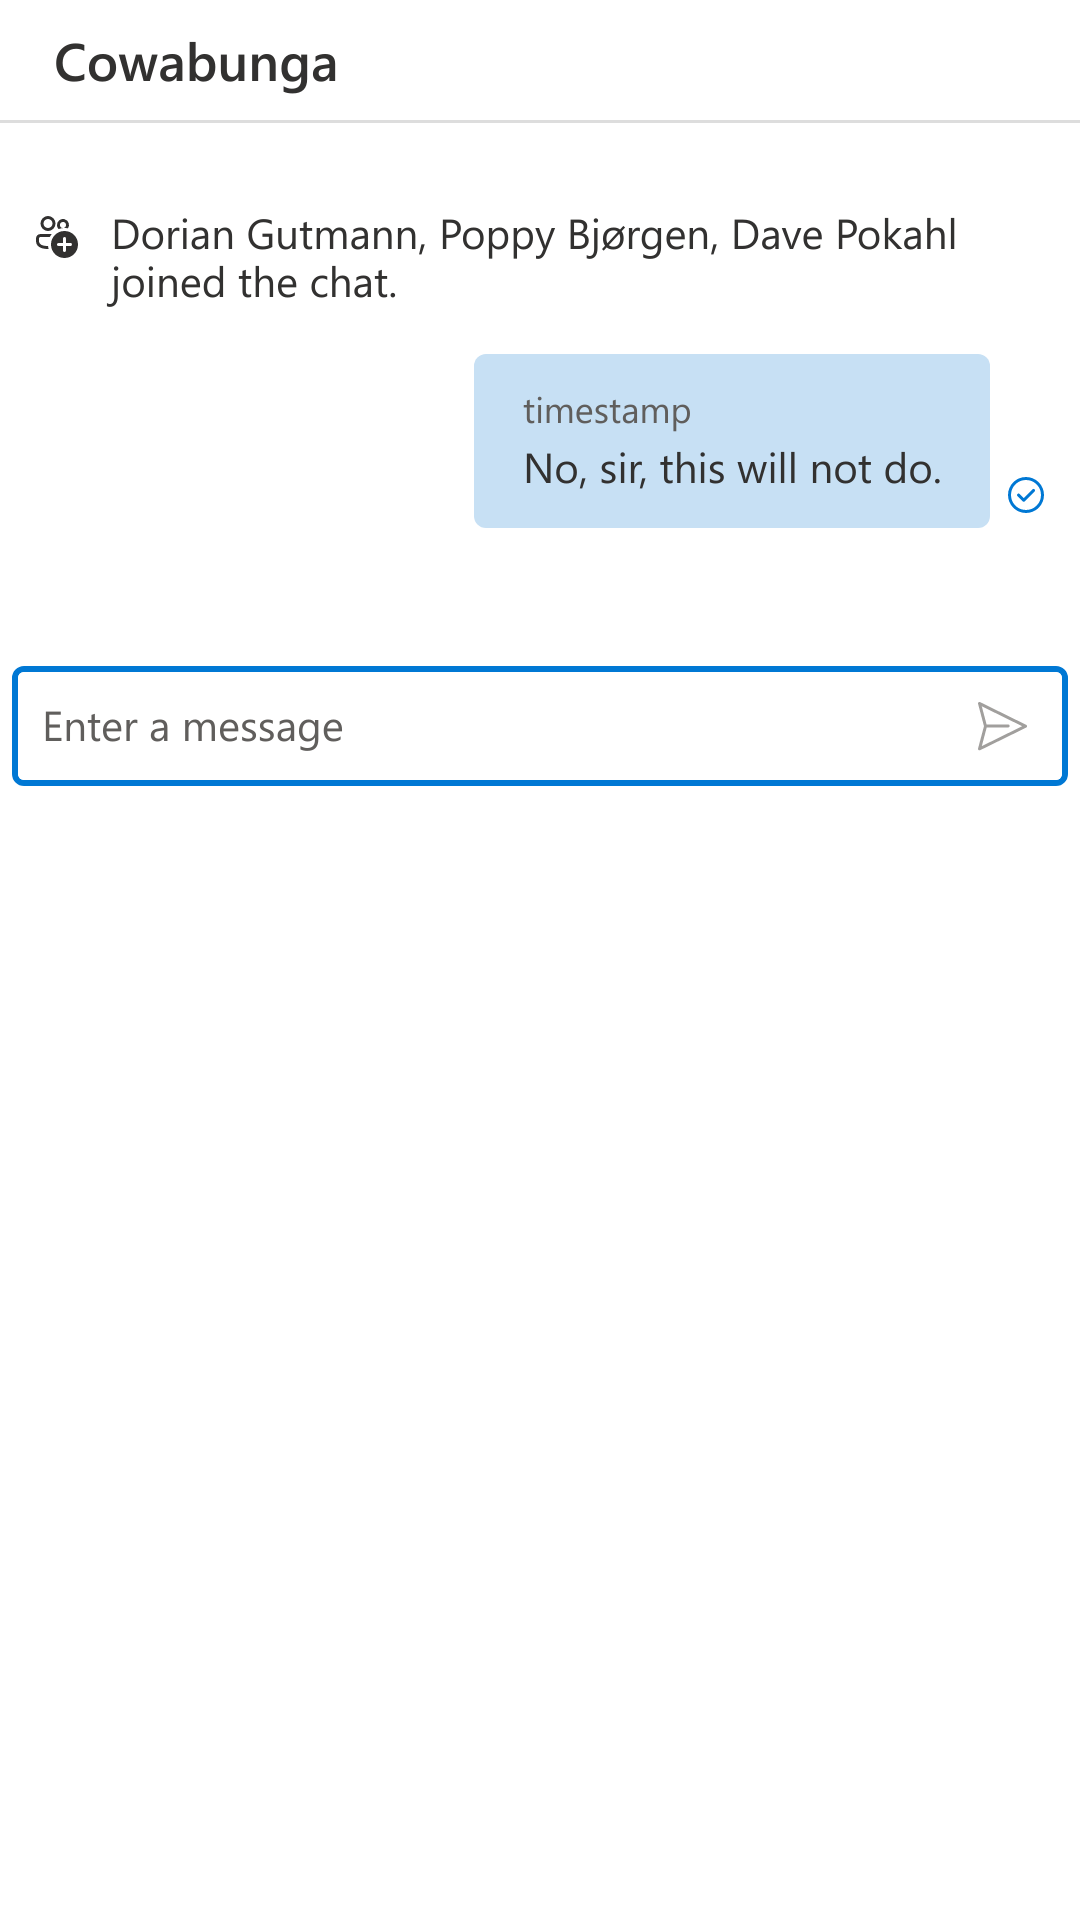 Cowabunga
Dorian Gutmann, Poppy Bjørgen, Dave Pokahl
joined the chat.
timestamp
No, sir, this will not do.
Enter a message